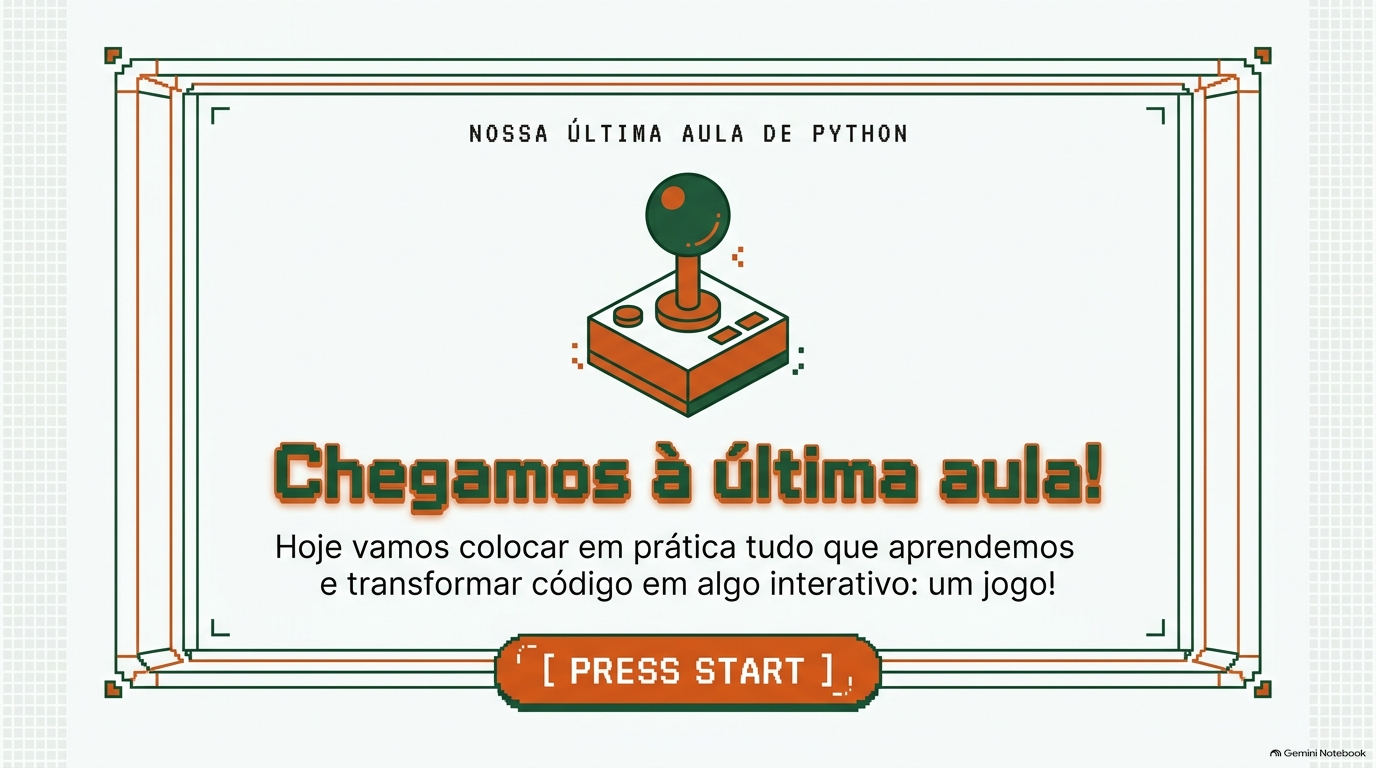 NOSSA ÚLTIMA AULA DE PYTHON
Chegamos à última aula!
Hoje vamos colocar em prática tudo que aprendemos
e transformar código em algo interativo: um jogo!
[ PRESS START ]
Gemini Notebook